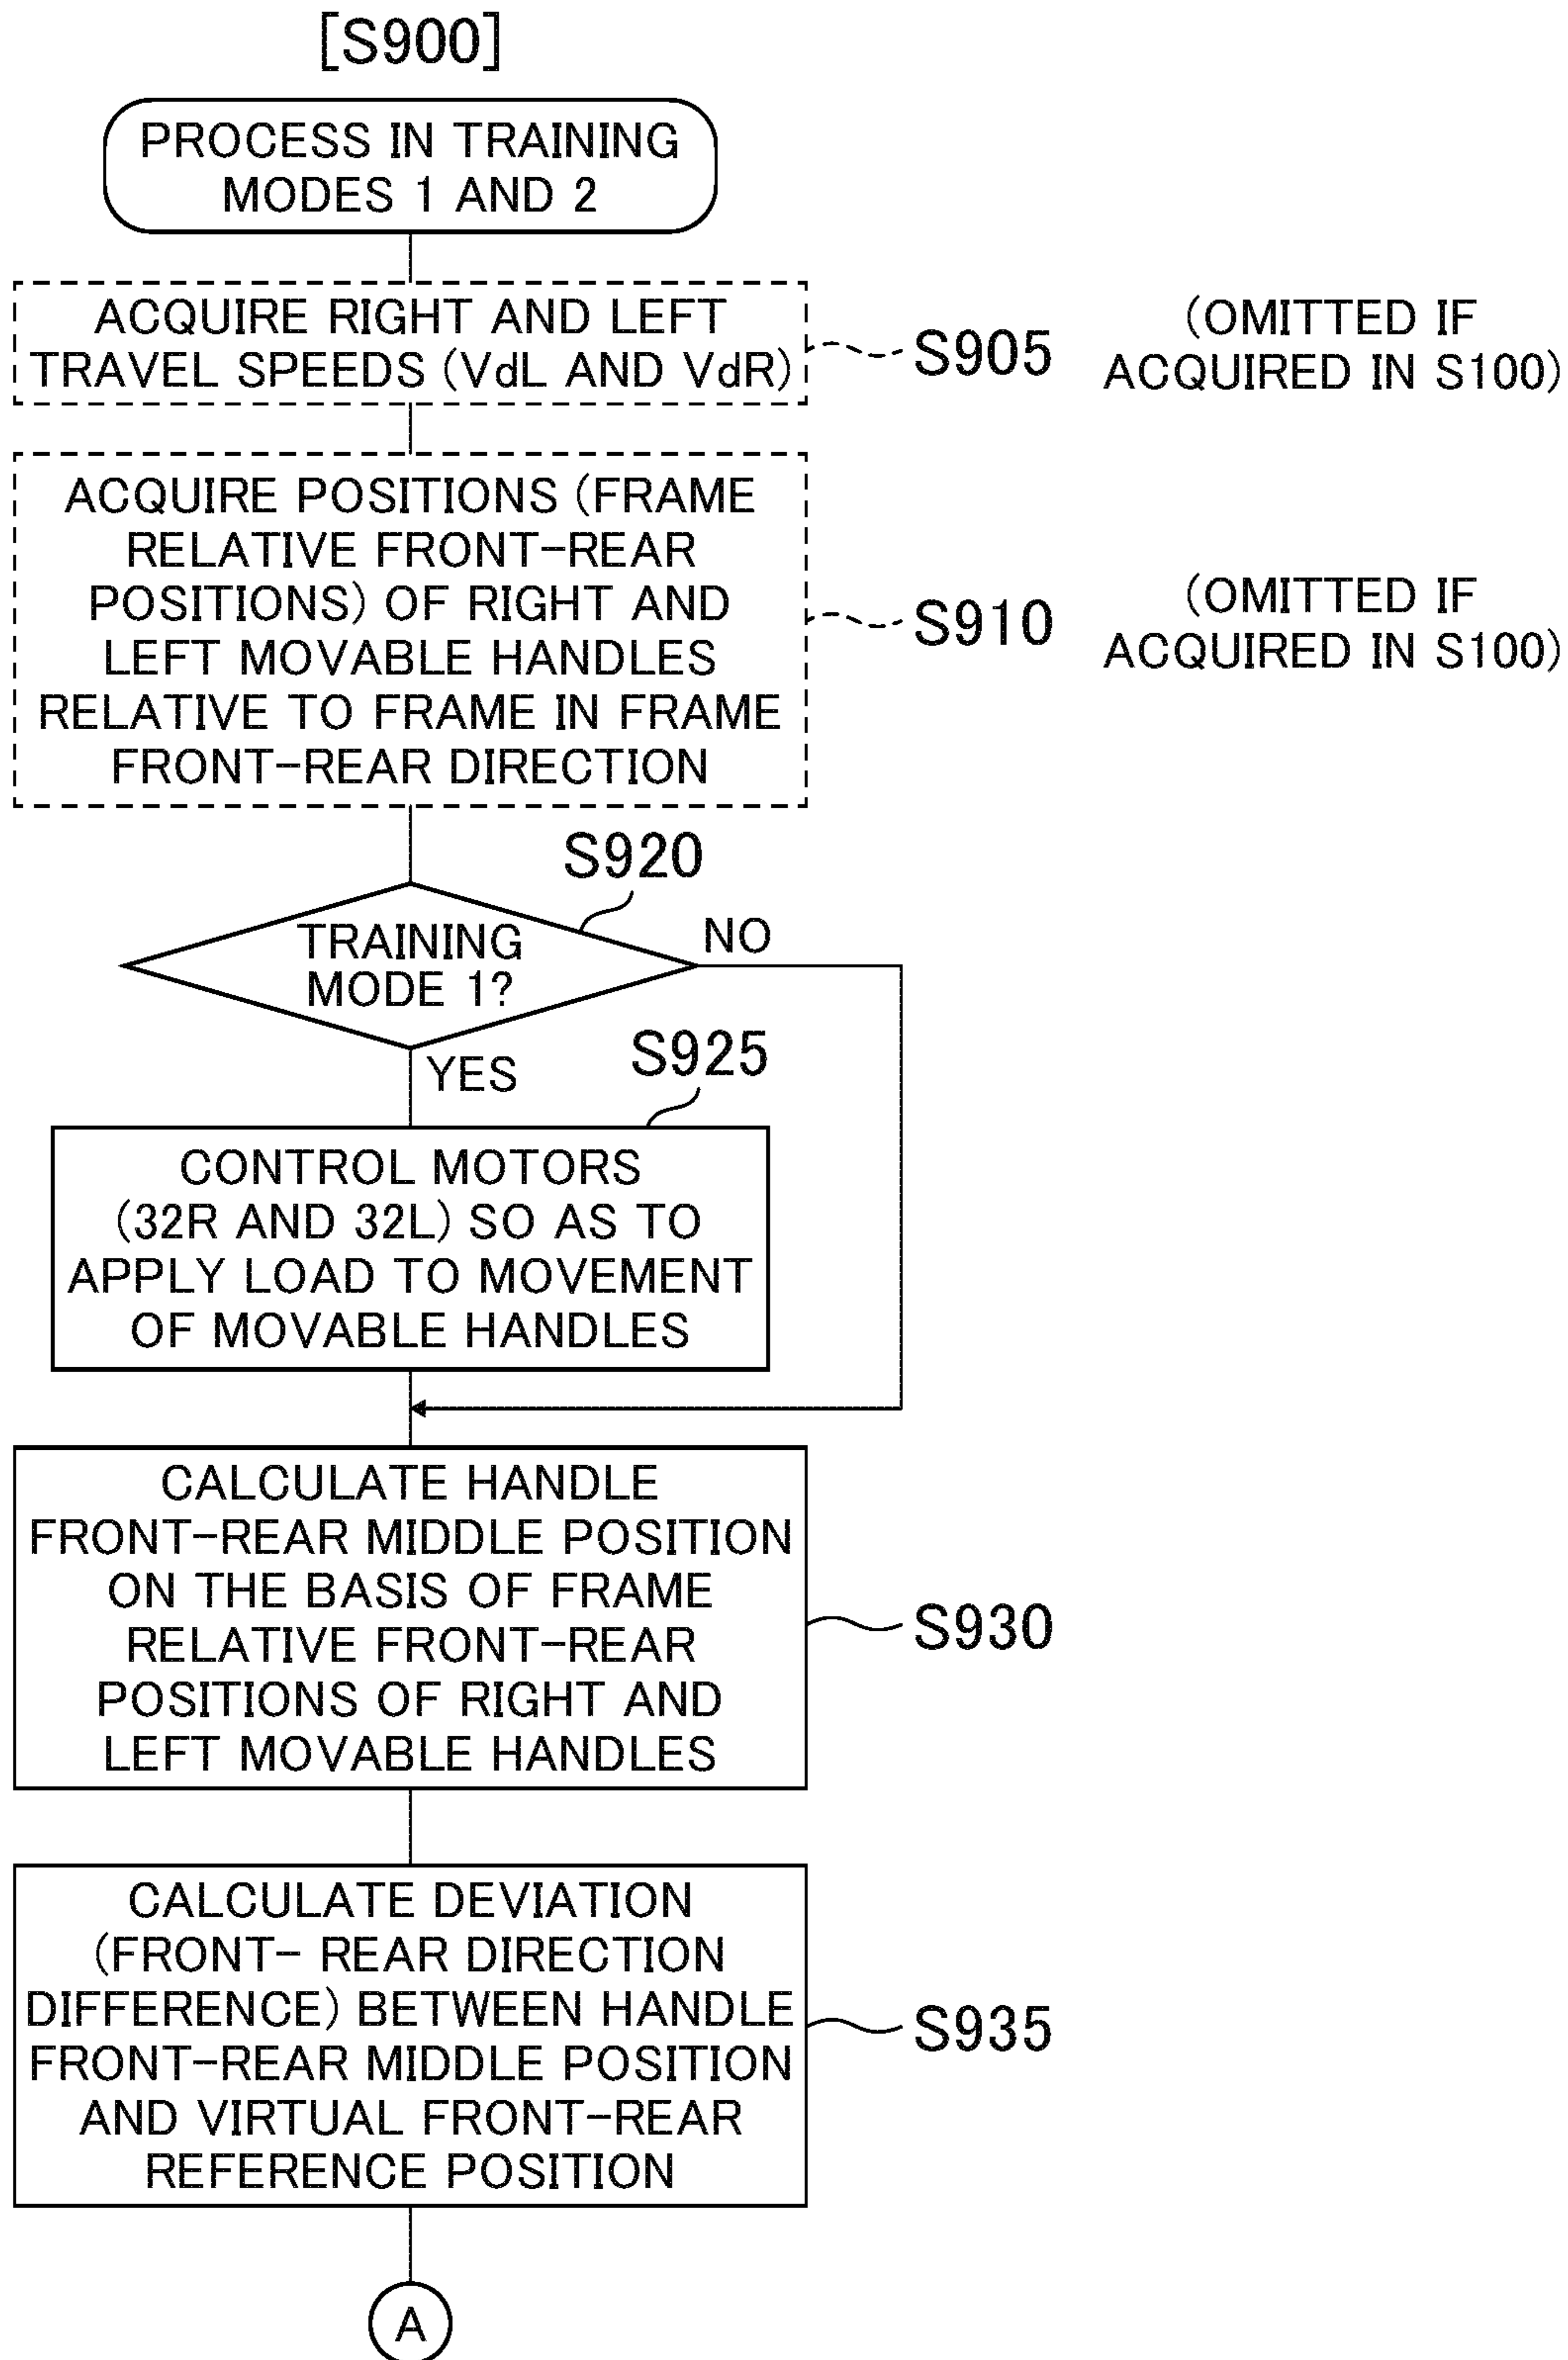 [S900]
PROCESS IN TRAINING
MODES 1 AND 2
ACQUIRE RIGHT AND LEFT
TRAVEL SPEEDS (VdL AND VdR)
S905
(OMITTED IF
ACQUIRED IN S100)
ACQUIRE POSITIONS (FRAME
RELATIVE FRONT-REAR
POSITIONS) OF RIGHT AND
LEFT MOVABLE HANDLES
RELATIVE TO FRAME IN FRAME
FRONT-REAR DIRECTION
S910
(OMITTED IF
ACQUIRED IN S100)
S920
TRAINING
MODE 1?
NO
YES
S925
CONTROL MOTORS
(32R AND 32L) SO AS TO
APPLY LOAD TO MOVEMENT
OF MOVABLE HANDLES
CALCULATE HANDLE
FRONT-REAR MIDDLE POSITION
ON THE BASIS OF FRAME
RELATIVE FRONT-REAR
POSITIONS OF RIGHT AND
LEFT MOVABLE HANDLES
S930
CALCULATE DEVIATION
(FRONT- REAR DIRECTION
DIFFERENCE) BETWEEN HANDLE
FRONT-REAR MIDDLE POSITION
AND VIRTUAL FRONT-REAR
REFERENCE POSITION
S935
A